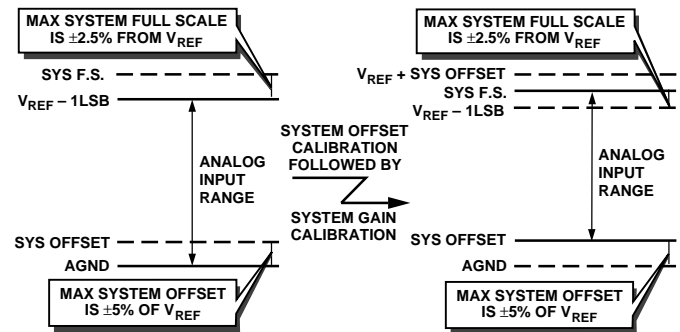 MAX SYSTEM FULL SCALE
IS ±2.5% FROM VREF
SYS F.S.
VREF – 1LSB
ANALOG
INPUT
RANGE
SYS OFFSET
AGND
MAX SYSTEM OFFSET
IS ±5% OF VREF
SYSTEM OFFSET
CALIBRATION
FOLLOWED BY
SYSTEM GAIN
CALIBRATION
MAX SYSTEM FULL SCALE
IS ±2.5% FROM VREF
VREF + SYS OFFSET
SYS F.S.
VREF – 1LSB
ANALOG
INPUT
RANGE
SYS OFFSET
AGND
MAX SYSTEM OFFSET
IS ±5% OF VREF